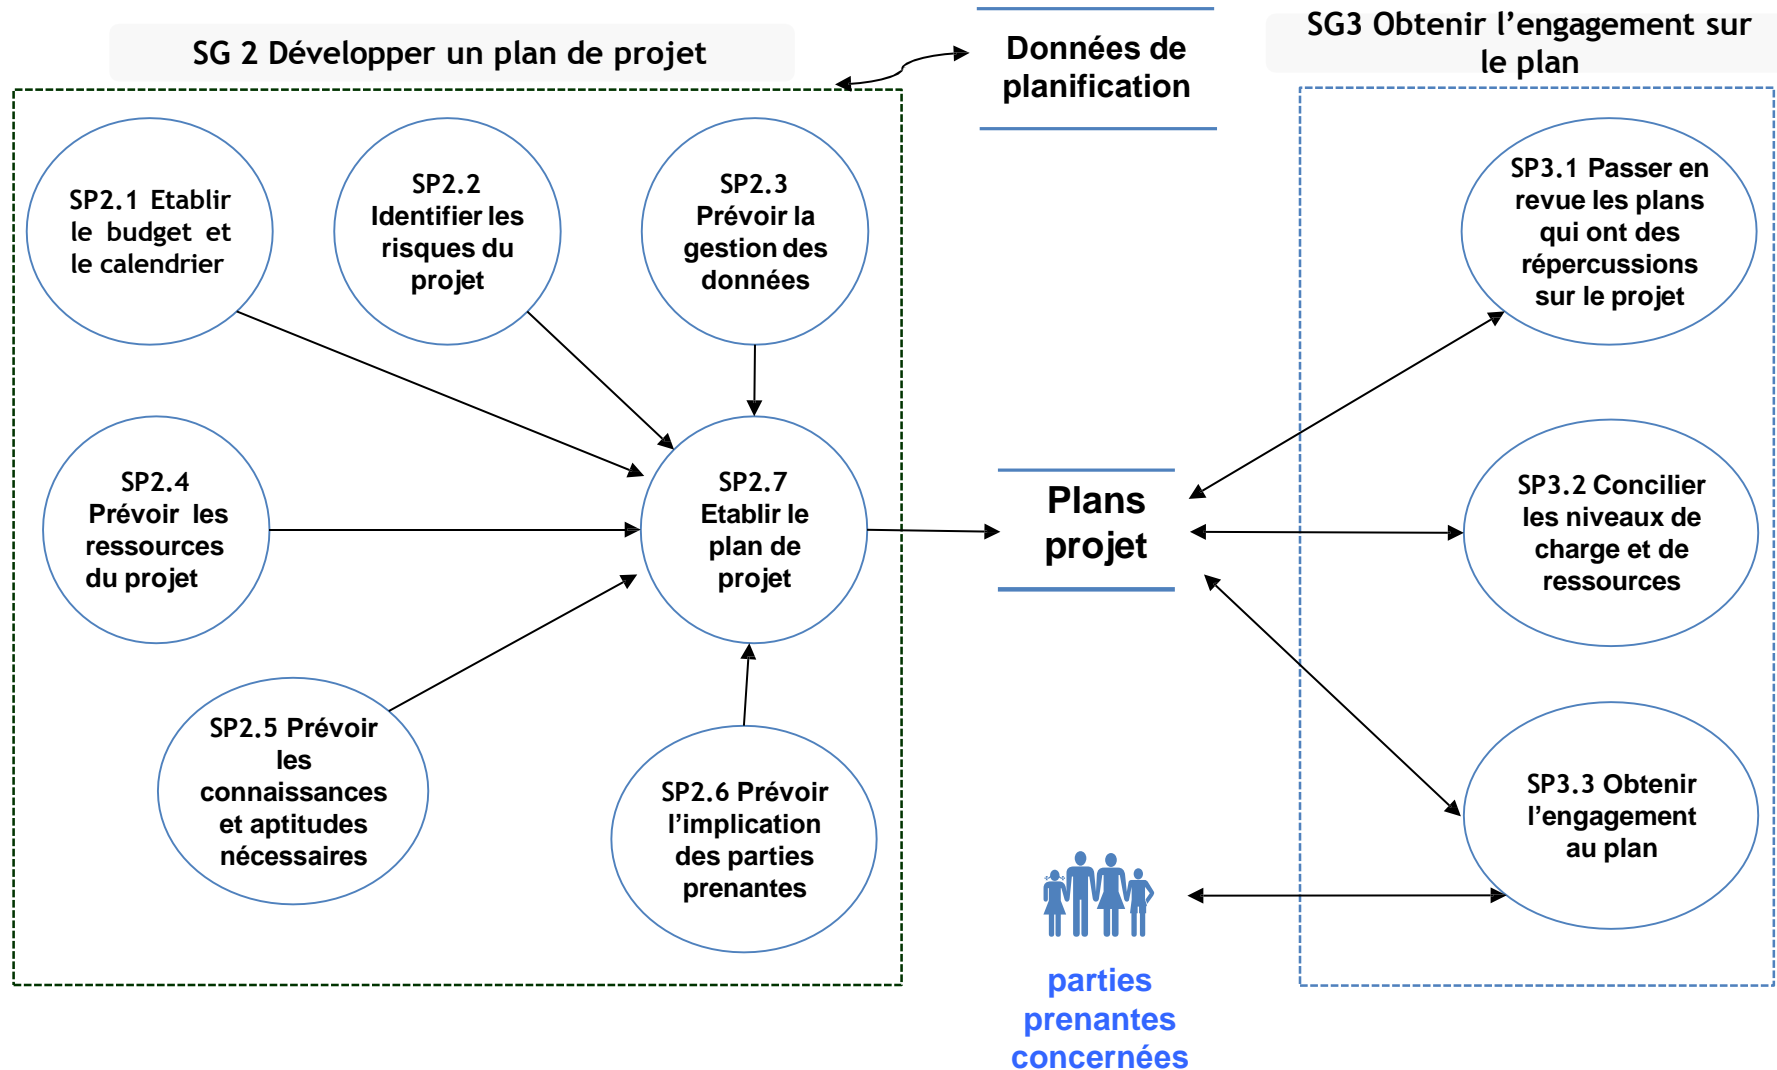 SG 2 Développer un plan de projet
Données de
planification
SG3 Obtenir l’engagement sur
le plan
SP2.1 Etablir
le budget et
le calendrier
SP2.2
Identifier les
risques du
projet
SP2.3
Prévoir la
gestion des
données
SP3.1 Passer en
revue les plans
qui ont des
répercussions
sur le projet
SP2.4
Prévoir les
ressources
du projet
SP2.7
Etablir le
plan de
projet
Plans
projet
SP3.2 Concilier
les niveaux de
charge et de
ressources
SP2.5 Prévoir
les
connaissances
et aptitudes
nécessaires
SP2.6 Prévoir
l’implication
des parties
prenantes
SP3.3 Obtenir
l’engagement
au plan
parties
prenantes
concernées